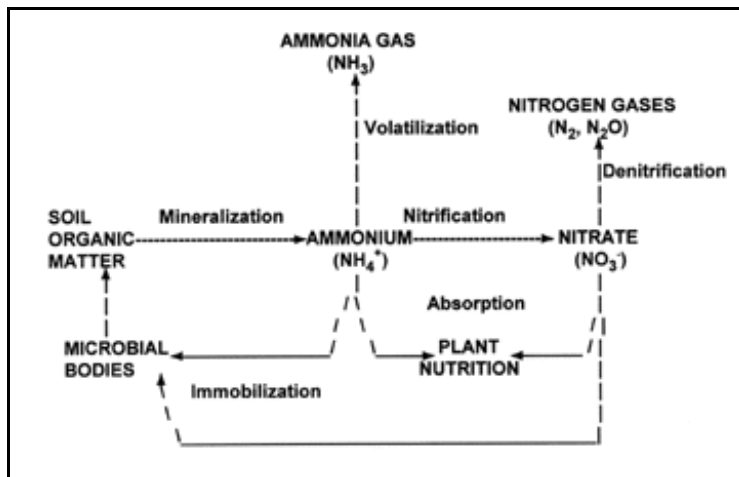 AMMONIA GAS
(NH₃)
NITROGEN GASES
(N₂, N₂O)
Volatilization
Denitrification
SOIL
ORGANIC
MATTER
Mineralization
AMMONIUM
(NH₄⁺)
Nitrification
NITRATE
(NO₃⁻)
Absorption
MICROBIAL
BODIES
PLANT
NUTRITION
Immobilization